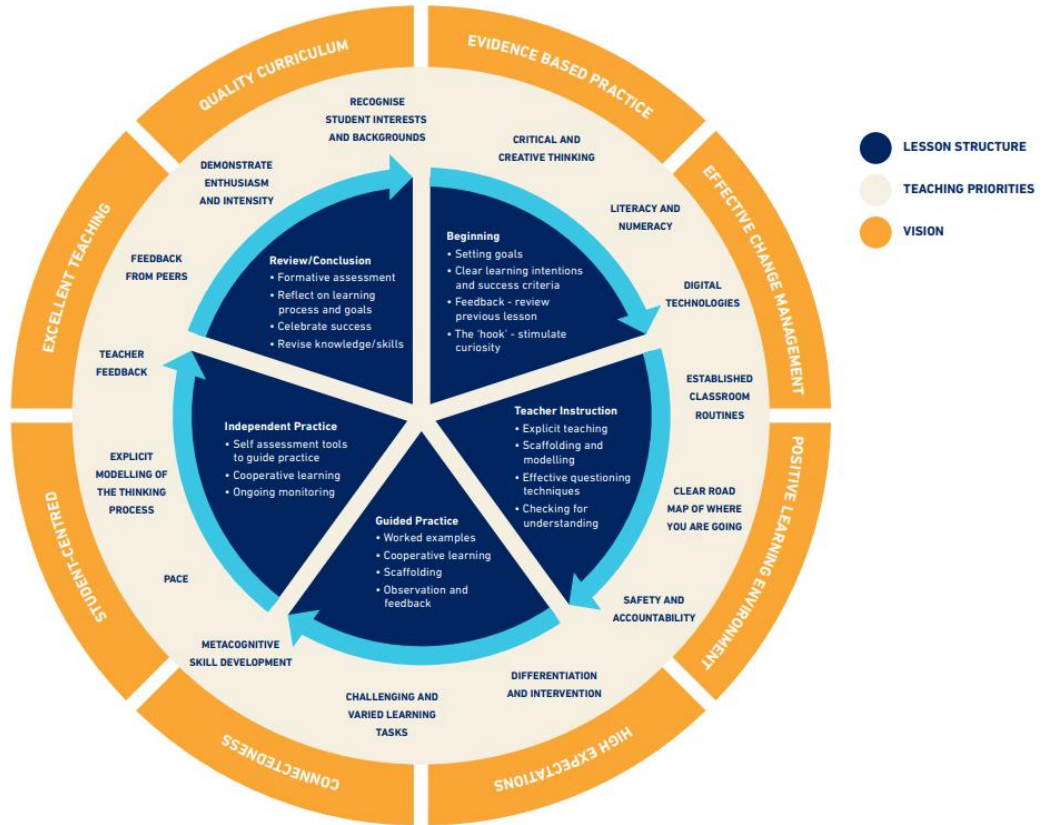 QUALITY CURRICULUM
EVIDENCE BASED PRACTICE
EFFECTIVE CHANGE MANAGEMENT
POSITIVE LEARNING ENVIRONMENT
HIGH EXPECTATIONS
CONNECTEDNESS
STUDENT-CENTRED
EXCELLENT TEACHING
RECOGNISE
STUDENT INTERESTS
AND BACKGROUNDS
CRITICAL AND
CREATIVE THINKING
LITERACY AND
NUMERACY
DIGITAL
TECHNOLOGIES
ESTABLISHED
CLASSROOM
ROUTINES
CLEAR ROAD
MAP OF WHERE
YOU ARE GOING
SAFETY AND
ACCOUNTABILITY
DIFFERENTIATION
AND INTERVENTION
CHALLENGING AND
VARIED LEARNING
TASKS
METACOGNITIVE
SKILL DEVELOPMENT
PACE
EXPLICIT
MODELLING OF
THE THINKING
PROCESS
TEACHER
FEEDBACK
FEEDBACK
FROM PEERS
DEMONSTRATE
ENTHUSIASM
AND INTENSITY
Beginning
• Setting goals
• Clear learning intentions
and success criteria
• Feedback - review
previous lesson
• The 'hook' - stimulate
curiosity
Teacher Instruction
• Explicit teaching
• Scaffolding and
modelling
• Effective questioning
techniques
• Checking for
understanding
Guided Practice
• Worked examples
• Cooperative learning
• Scaffolding
• Observation and
feedback
Independent Practice
• Self assessment tools
to guide practice
• Cooperative learning
• Ongoing monitoring
Review/Conclusion
• Formative assessment
• Reflect on learning
process and goals
• Celebrate success
• Revise knowledge/skills
LESSON STRUCTURE
TEACHING PRIORITIES
VISION